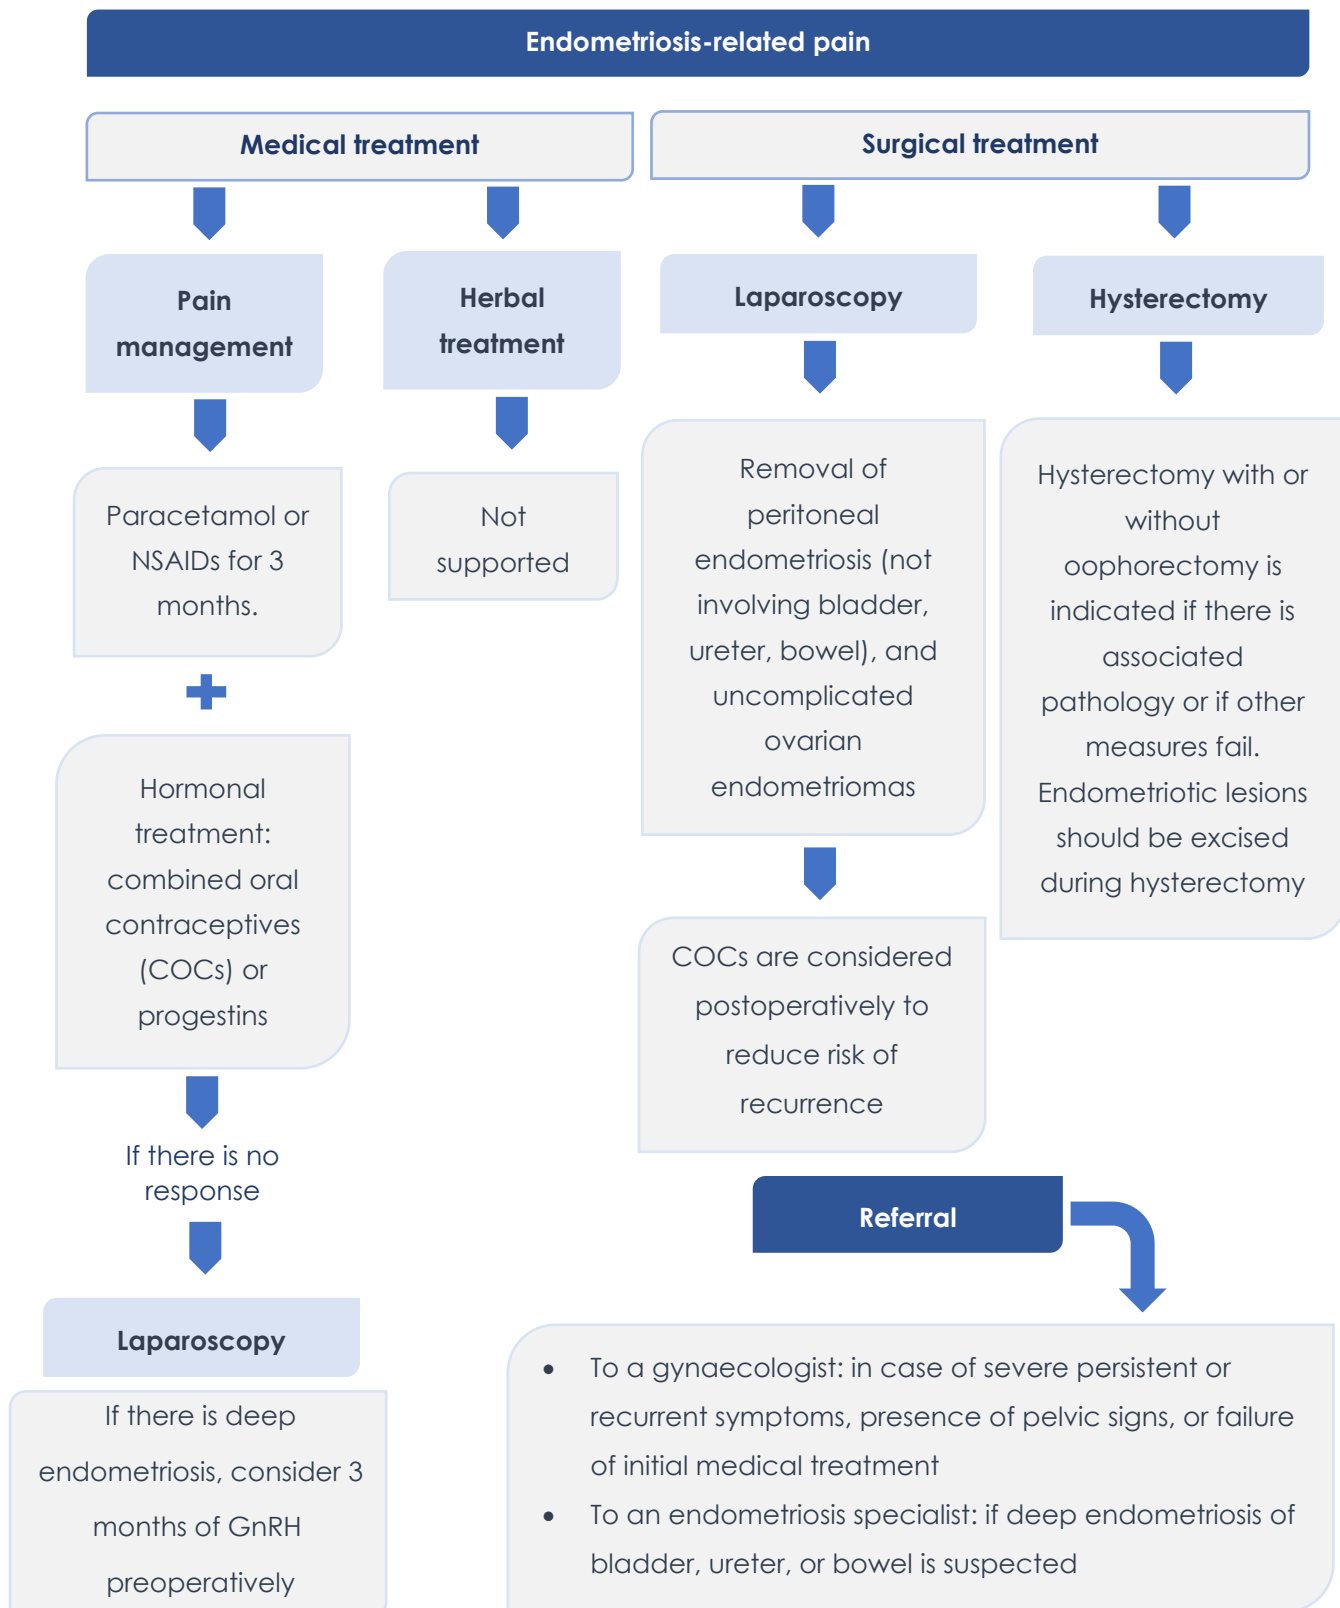 Endometriosis-related pain
Medical treatment
Surgical treatment
Pain
management
Herbal
treatment
Laparoscopy
Hysterectomy
Paracetamol or
NSAIDs for 3
months.
Not
supported
Removal of
peritoneal
endometriosis (not
involving bladder,
ureter, bowel), and
uncomplicated
ovarian
endometriomas
Hysterectomy with or
without
oophorectomy is
indicated if there is
associated
pathology or if other
measures fail.
Endometriotic lesions
should be excised
during hysterectomy
Hormonal
treatment:
combined oral
contraceptives
(COCs) or
progestins
COCs are considered
postoperatively to
reduce risk of
recurrence
If there is no
response
Laparoscopy
If there is deep
endometriosis, consider 3
months of GnRH
preoperatively
Referral
• To a gynaecologist: in case of severe persistent or
recurrent symptoms, presence of pelvic signs, or failure
of initial medical treatment
• To an endometriosis specialist: if deep endometriosis of
bladder, ureter, or bowel is suspected